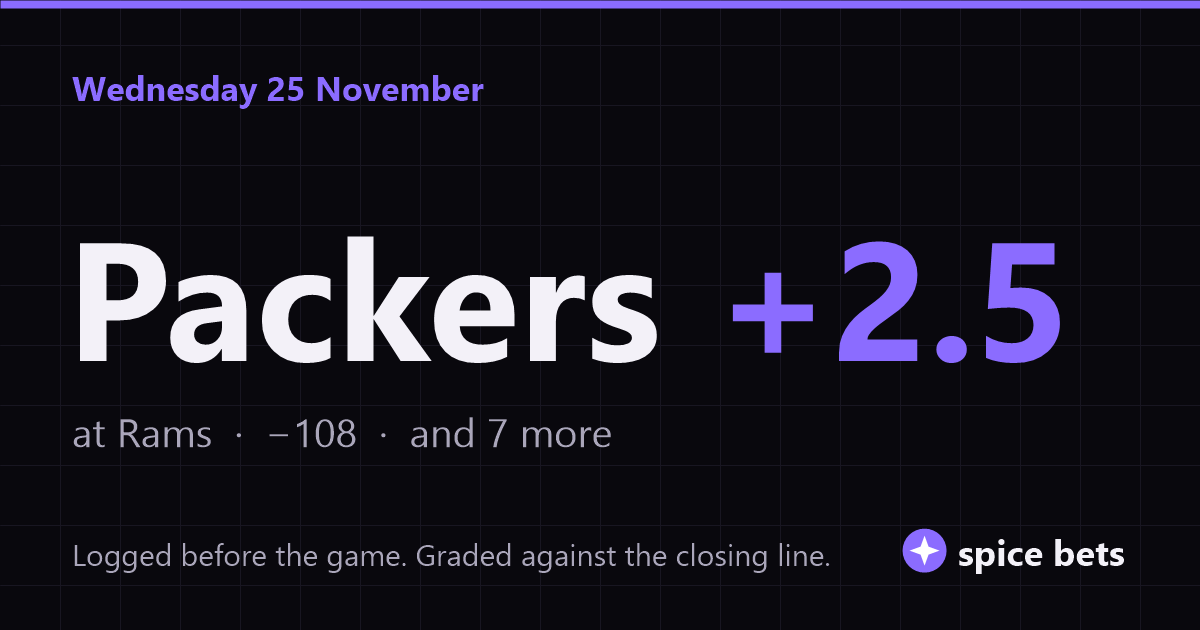 Wednesday 25 November
Packers +2.5
at Rams · −108 · and 7 more
Logged before the game. Graded against the closing line.
spice bets